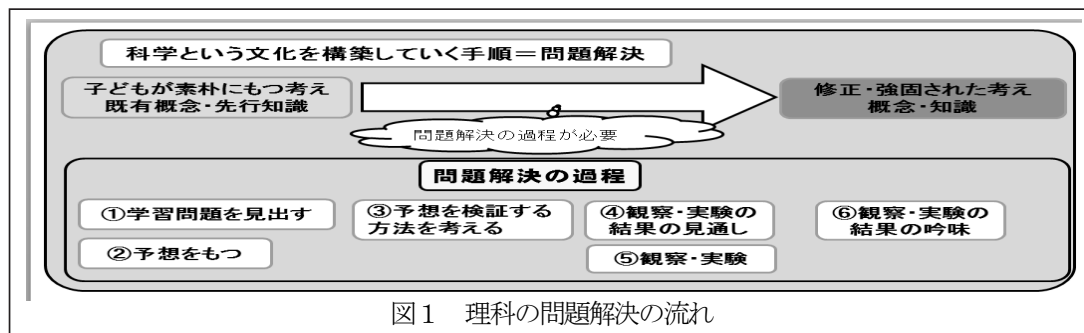 科学という文化を構築していく手順＝問題解決
子どもが素朴にもつ考え
既有概念・先行知識
修正・強固された考え
概念・知識
問題解決の過程が必要
問題解決の過程
①学習問題を見出す
②予想をもつ
③予想を検証する
方法を考える
④観察・実験の
結果の見通し
⑤観察・実験
⑥観察・実験の
結果の吟味
図１　理科の問題解決の流れ